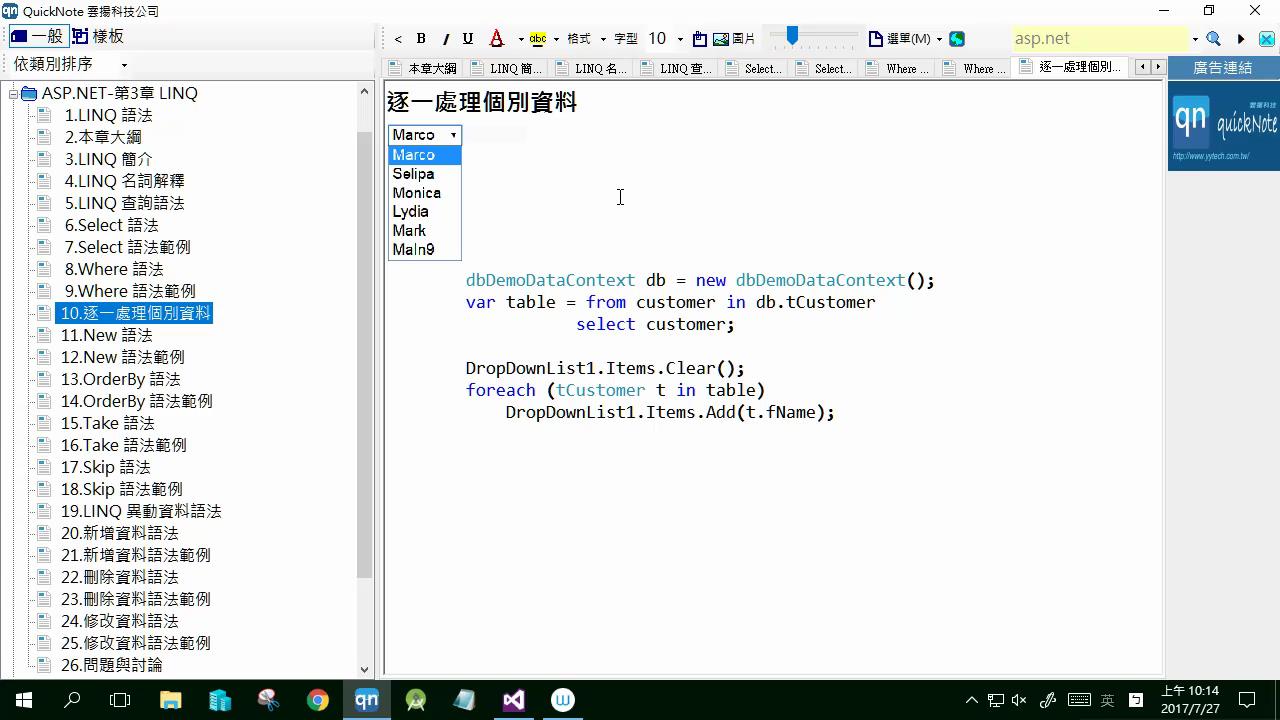 QuickNote 雲揚科技公司
一般 樣板
< B I U A abc 格式 字型 10 圖片 選單(M) asp.net
依類別排序
本章大綱 LINQ 簡... LINQ 名... LINQ 查... Select... Select... Where ... Where ... 逐一處理個別...
廣告連結
qn quickNote
雲揚科技
http://www.yytech.com.tw/
ASP.NET-第3章 LINQ
1.LINQ 語法
2.本章大綱
3.LINQ 簡介
4.LINQ 名詞解釋
5.LINQ 查詢語法
6.Select 語法
7.Select 語法範例
8.Where 語法
9.Where 語法範例
10.逐一處理個別資料
11.New 語法
12.New 語法範例
13.OrderBy 語法
14.OrderBy 語法範例
15.Take 語法
16.Take 語法範例
17.Skip 語法
18.Skip 語法範例
19.LINQ 異動資料語法
20.新增資料語法
21.新增資料語法範例
22.刪除資料語法
23.刪除資料語法範例
24.修改資料語法
25.修改資料語法範例
26.問題與討論
逐一處理個別資料
Marco
Marco
Selipa
Monica
Lydia
Mark
MaIn9
dbDemoDataContext db = new dbDemoDataContext();
var table = from customer in db.tCustomer
select customer;
DropDownList1.Items.Clear();
foreach (tCustomer t in table)
DropDownList1.Items.Add(t.fName);
qn
英
上午 10:14
2017/7/27